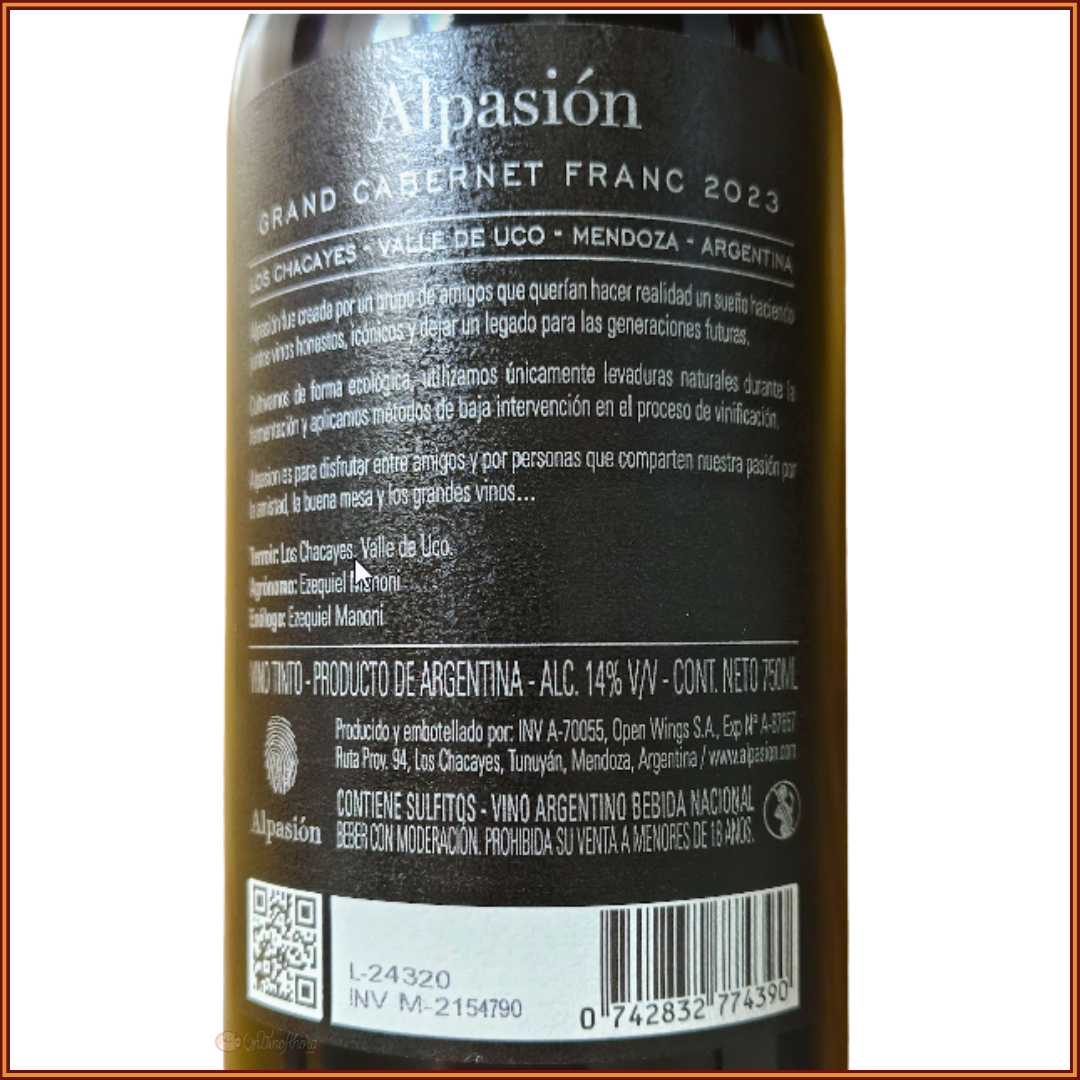 Alpasión
GRAND CABERNET FRANC 2023
LOS CHACAYES - VALLE DE UCO - MENDOZA - ARGENTINA
Alpasión fue creada por un grupo de amigos que querían hacer realidad un sueño haciendo
juntos vinos honestos, icónicos y dejar un legado para las generaciones futuras.
Cultivamos de forma ecológica, utilizamos únicamente levaduras naturales durante la
fermentación y aplicamos métodos de baja intervención en el proceso de vinificación.
Alpasion es para disfrutar entre amigos y por personas que comparten nuestra pasión por
la amistad, la buena mesa y los grandes vinos...
Terroir: Los Chacayes, Valle de Uco.
Agrónomo: Ezequiel Manoni
Enólogo: Ezequiel Manoni
VINO TINTO - PRODUCTO DE ARGENTINA - ALC. 14% V/V - CONT. NETO 750ML
Producido y embotellado por: INV A-70055, Open Wings S.A., Exp Nº A-87657
Ruta Prov. 94, Los Chacayes, Tunuyán, Mendoza, Argentina / www.alpasion.com
CONTIENE SULFITOS - VINO ARGENTINO BEBIDA NACIONAL
BEBER CON MODERACIÓN. PROHIBIDA SU VENTA A MENORES DE 18 AÑOS.
Alpasión
L-24320
INV M-2154790
0 742832 774390
UnVinoAhora